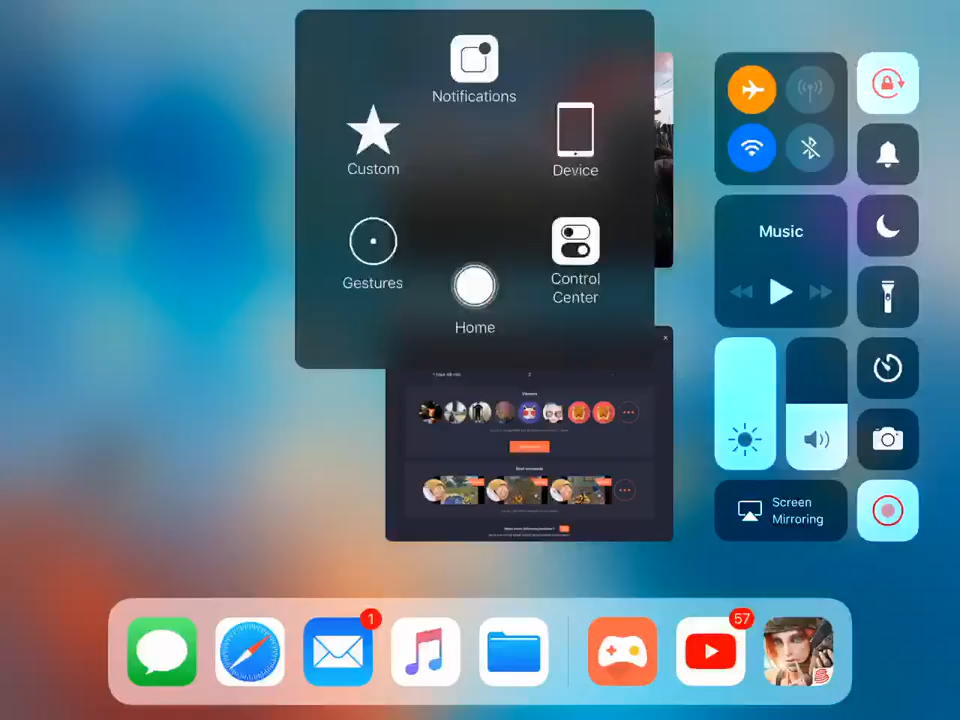 Notifications
Custom
Device
Gestures
Control
Center
Home
Music
Screen
Mirroring
Viewers
1
57